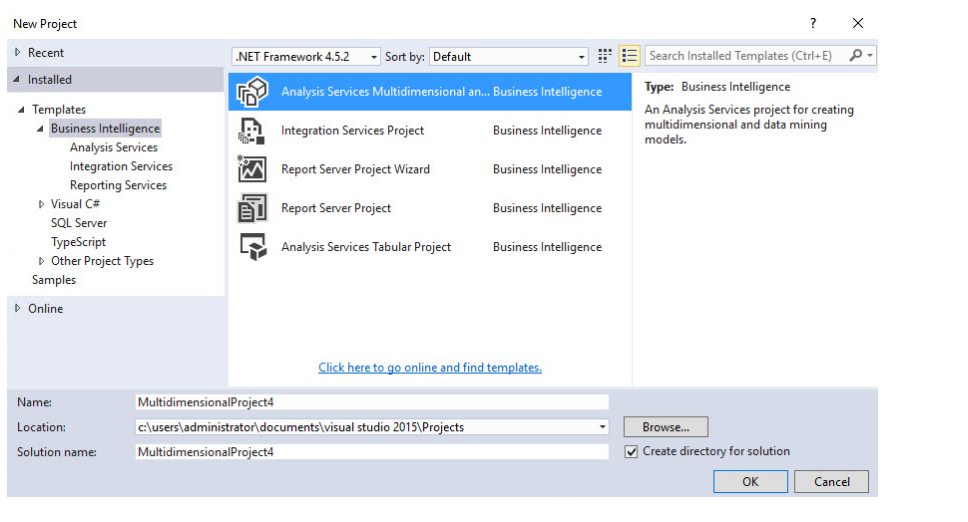 New Project
?
Recent
.NET Framework 4.5.2
Sort by: Default
Search Installed Templates (Ctrl+E)
Installed
Templates
Business Intelligence
Analysis Services
Integration Services
Reporting Services
Visual C#
SQL Server
TypeScript
Other Project Types
Samples
Online
Analysis Services Multidimensional an... Business Intelligence
Integration Services Project Business Intelligence
Report Server Project Wizard Business Intelligence
Report Server Project Business Intelligence
Analysis Services Tabular Project Business Intelligence
Click here to go online and find templates.
Type: Business Intelligence
An Analysis Services project for creating
multidimensional and data mining
models.
Name: MultidimensionalProject4
Location: c:\users\administrator\documents\visual studio 2015\Projects
Browse...
Solution name: MultidimensionalProject4
Create directory for solution
OK
Cancel